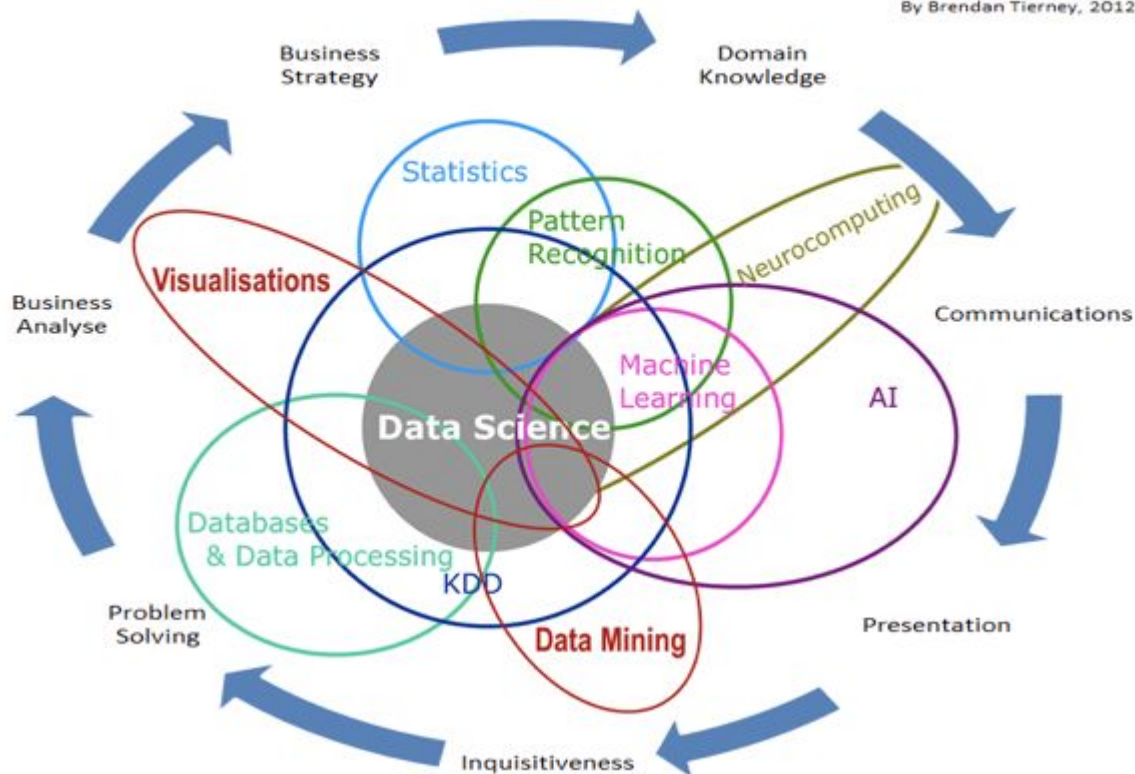 By Brendan Tierney, 2012
Business
Strategy
Domain
Knowledge
Statistics
Pattern
Recognition
Neurocomputing
Visualisations
Business
Analyse
Communications
Machine
Learning
AI
Data Science
Databases
& Data Processing
KDD
Problem
Solving
Data Mining
Presentation
Inquisitiveness